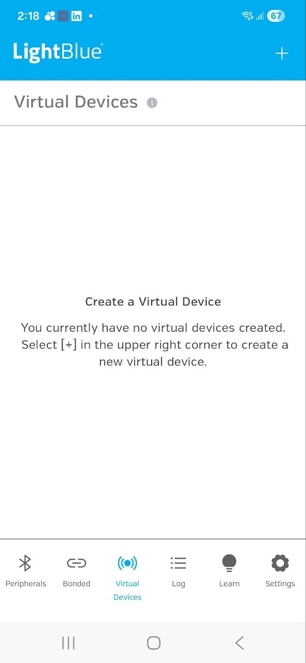 2:18
67
LightBlue
+
Virtual Devices
Create a Virtual Device
You currently have no virtual devices created.
Select [+] in the upper right corner to create a
new virtual device.
Peripherals
Bonded
Virtual
Devices
Log
Learn
Settings